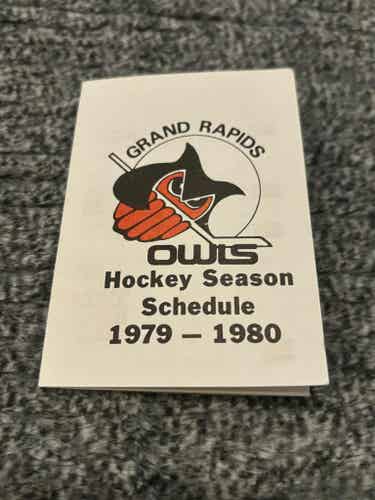 GRAND RAPIDS
OWLS
Hockey Season
Schedule
1979 — 1980